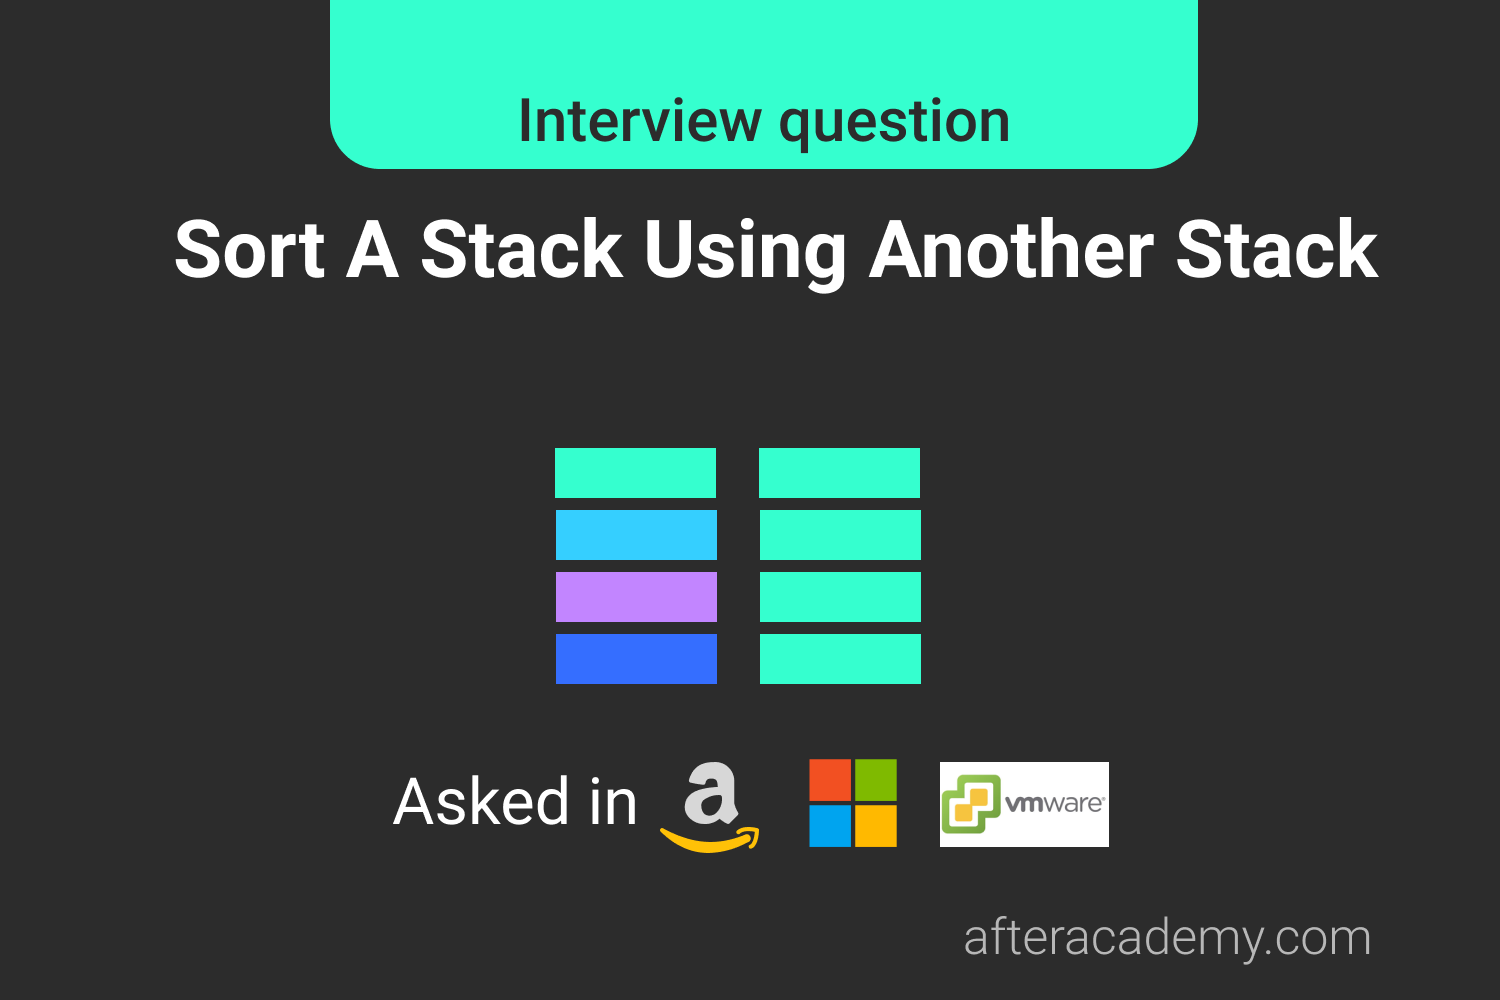 Interview question
Sort A Stack Using Another Stack
Asked in a vmware®
afteracademy.com